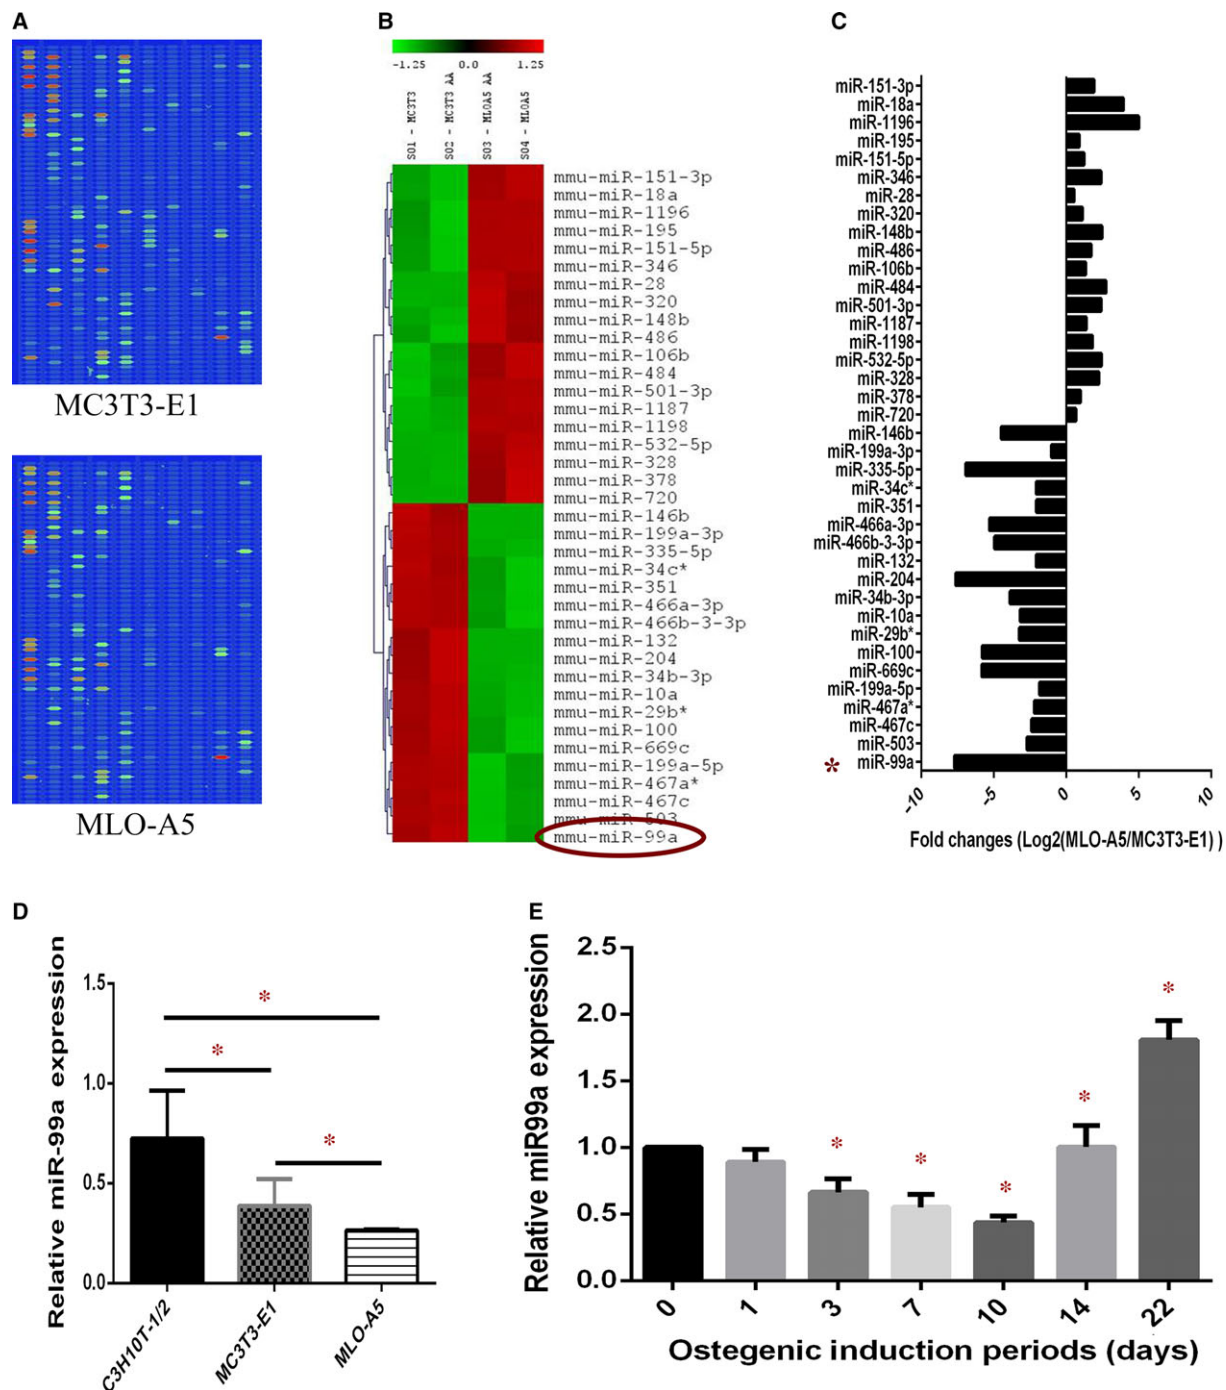 A
MC3T3-E1
MLO-A5
B
-1.25 0.0 1.25
S01 - MC3T3
S02 - MC3T3 AA
S03 - MLOA5 AA
S04 - MLOA5
mmu-miR-151-3p
mmu-miR-18a
mmu-miR-1196
mmu-miR-195
mmu-miR-151-5p
mmu-miR-346
mmu-miR-28
mmu-miR-320
mmu-miR-148b
mmu-miR-486
mmu-miR-106b
mmu-miR-484
mmu-miR-501-3p
mmu-miR-1187
mmu-miR-1198
mmu-miR-532-5p
mmu-miR-328
mmu-miR-378
mmu-miR-720
mmu-miR-146b
mmu-miR-199a-3p
mmu-miR-335-5p
mmu-miR-34c*
mmu-miR-351
mmu-miR-466a-3p
mmu-miR-466b-3-3p
mmu-miR-132
mmu-miR-204
mmu-miR-34b-3p
mmu-miR-10a
mmu-miR-29b*
mmu-miR-100
mmu-miR-669c
mmu-miR-199a-5p
mmu-miR-467a*
mmu-miR-467c
mmu-miR-503
mmu-miR-99a
C
miR-151-3p
miR-18a
miR-1196
miR-195
miR-151-5p
miR-346
miR-28
miR-320
miR-148b
miR-486
miR-106b
miR-484
miR-501-3p
miR-1187
miR-1198
miR-532-5p
miR-328
miR-378
miR-720
miR-146b
miR-199a-3p
miR-335-5p
miR-34c*
miR-351
miR-466a-3p
miR-466b-3-3p
miR-132
miR-204
miR-34b-3p
miR-10a
miR-29b*
miR-100
miR-669c
miR-199a-5p
miR-467a*
miR-467c
miR-503
* miR-99a
-10 -5 0 5 10
Fold changes (Log2(MLO-A5/MC3T3-E1) )
D
Relative miR-99a expression
1.5
1.0
0.5
0.0
*
*
*
C3H10T-1/2 MC3T3-E1 MLO-A5
E
Relative miR99a expression
2.5
2.0
1.5
1.0
0.5
0.0
* * * * *
0 1 3 7 10 14 22
Ostegenic induction periods (days)